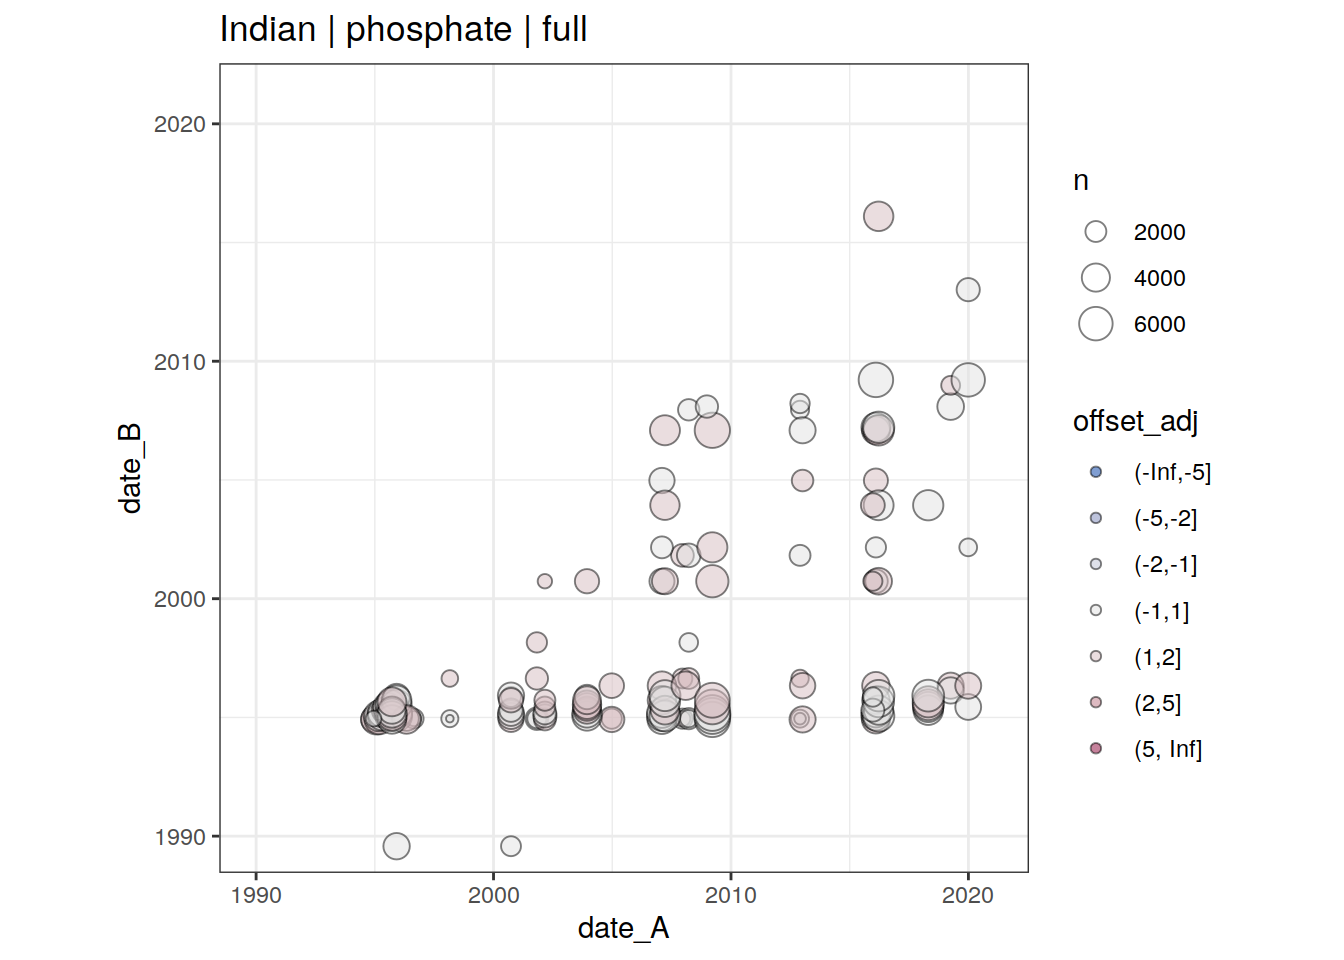 Indian | phosphate | full
2020
2010
2000
1990
date_B
1990
2000
2010
2020
date_A
n
2000
4000
6000
offset_adj
(-Inf,-5]
(-5,-2]
(-2,-1]
(-1,1]
(1,2]
(2,5]
(5, Inf]